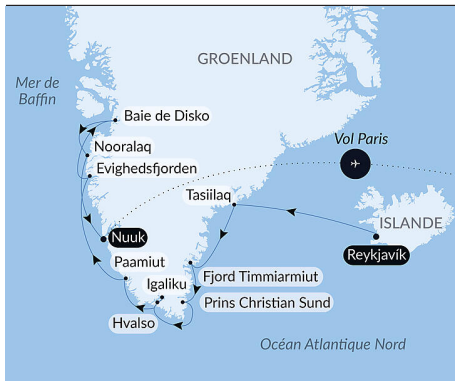 GROENLAND
Mer de
Baffin
Baie de Disko
Vol Paris
Nooralaq
Evighedsfjorden
Tasiilaq
ISLANDE
Nuuk
Reykjavík
Paamiut
Fjord Timmiarmiut
Igaliku
Prins Christian Sund
Hvalso
Océan Atlantique Nord